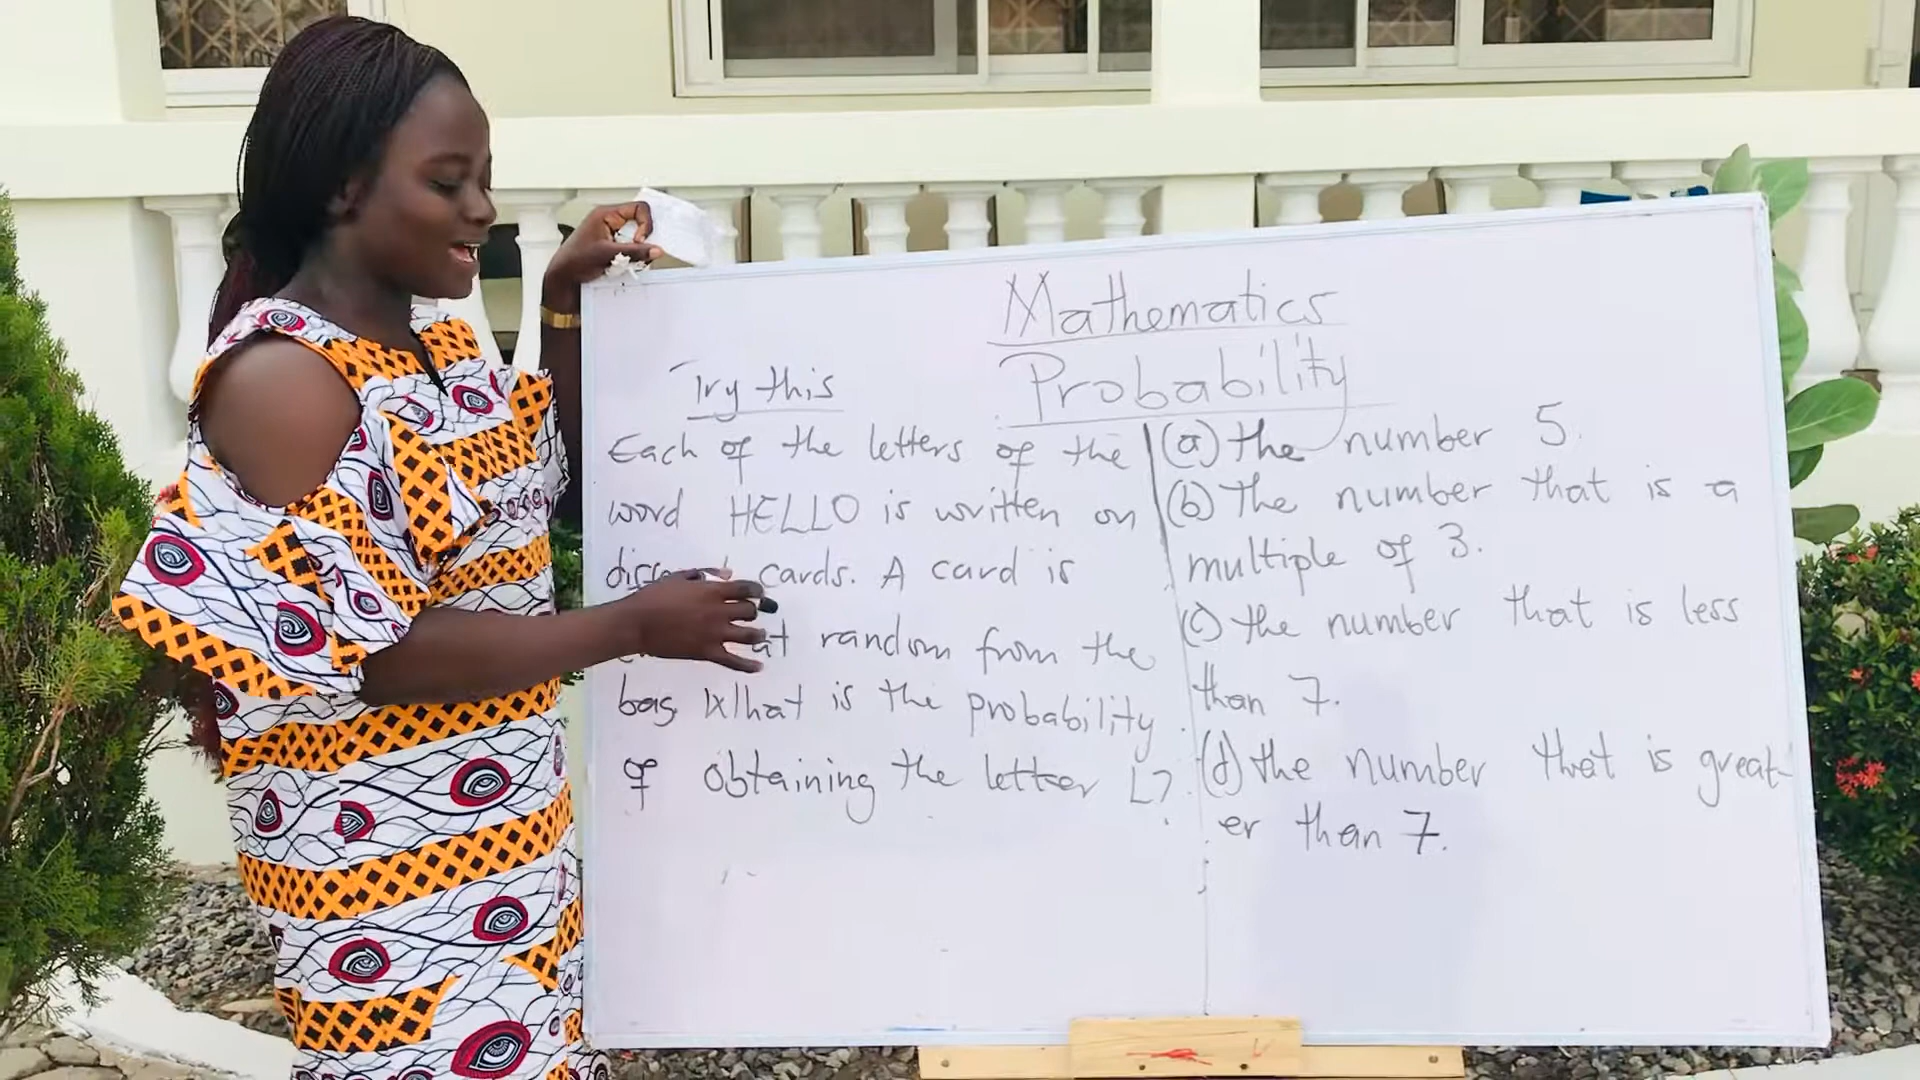 Mathematics
Probability
Try this
Each of the letters of the
word HELLO is written on
cards. A card is
at random from the
bag. What is the probability
of obtaining the letter L?
(a) the number 5.
(b) the number that is a
multiple of 3.
(c) the number that is less
than 7.
(d) the number that is great-
er than 7.